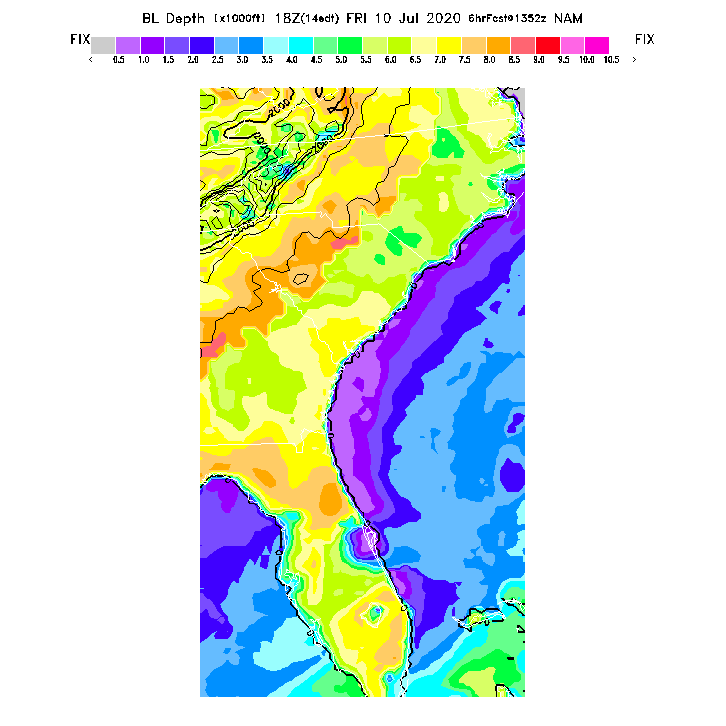 BL Depth [x1000ft] 18Z(14edt) FRI 10 Jul 2020 6hrFcst@1352z NAM
FIX FIX
< 0.5 1.0 1.5 2.0 2.5 3.0 3.5 4.0 4.5 5.0 5.5 6.0 6.5 7.0 7.5 8.0 8.5 9.0 9.5 10.0 10.5 >
2000